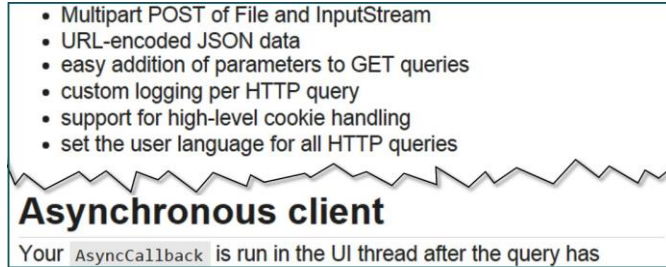 • Multipart POST of File and InputStream
• URL-encoded JSON data
• easy addition of parameters to GET queries
• custom logging per HTTP query
• support for high-level cookie handling
• set the user language for all HTTP queries
Asynchronous client
Your AsyncCallback is run in the UI thread after the query has